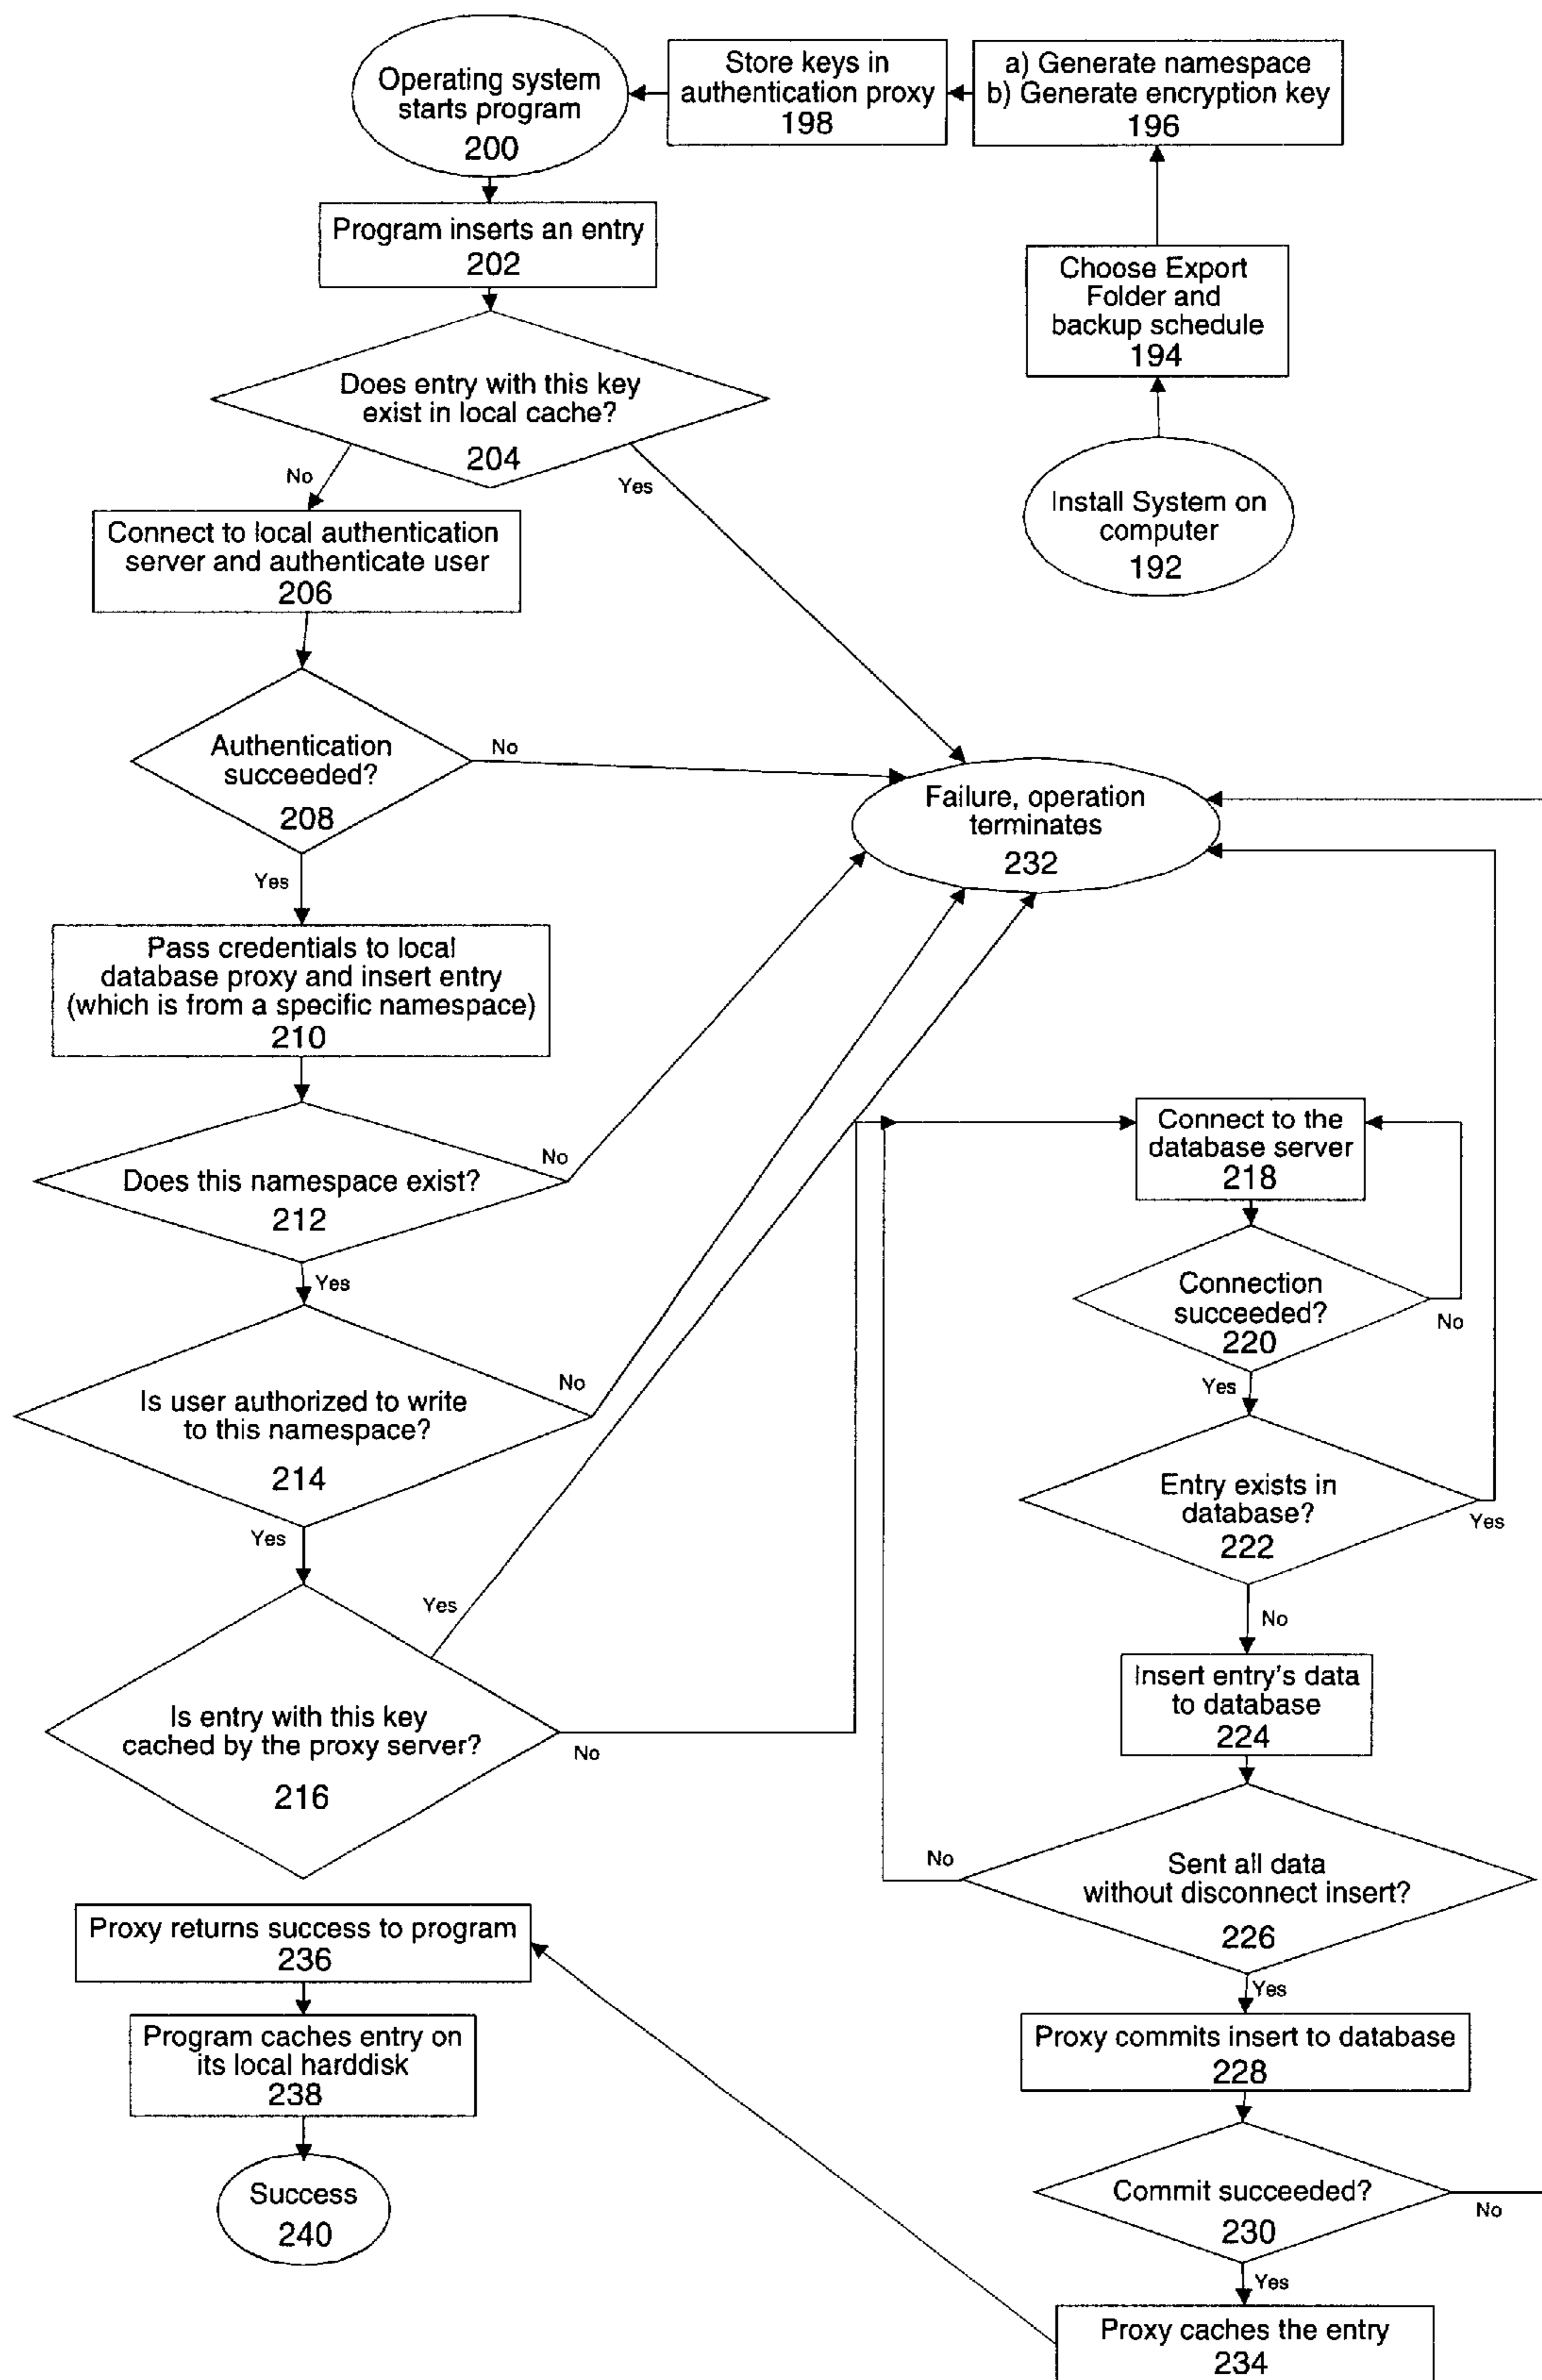 Operating system
starts program
200
Store keys in
authentication proxy
198
a) Generate namespace
b) Generate encryption key
196
Program inserts an entry
202
Choose Export
Folder and
backup schedule
194
Does entry with this key
exist in local cache?
204
No
Yes
Install System on
computer
192
Connect to local authentication
server and authenticate user
206
Authentication
succeeded?
208
No
Yes
Failure, operation
terminates
232
Pass credentials to local
database proxy and insert entry
(which is from a specific namespace)
210
Does this namespace exist?
212
No
Yes
Connect to the
database server
218
Connection
succeeded?
220
No
Yes
Is user authorized to write
to this namespace?
214
No
Yes
Entry exists in
database?
222
Yes
No
Is entry with this key
cached by the proxy server?
216
Yes
No
Insert entry's data
to database
224
Sent all data
without disconnect insert?
226
No
Yes
Proxy returns success to program
236
Program caches entry on
its local harddisk
238
Success
240
Proxy commits insert to database
228
Commit succeeded?
230
No
Yes
Proxy caches the entry
234